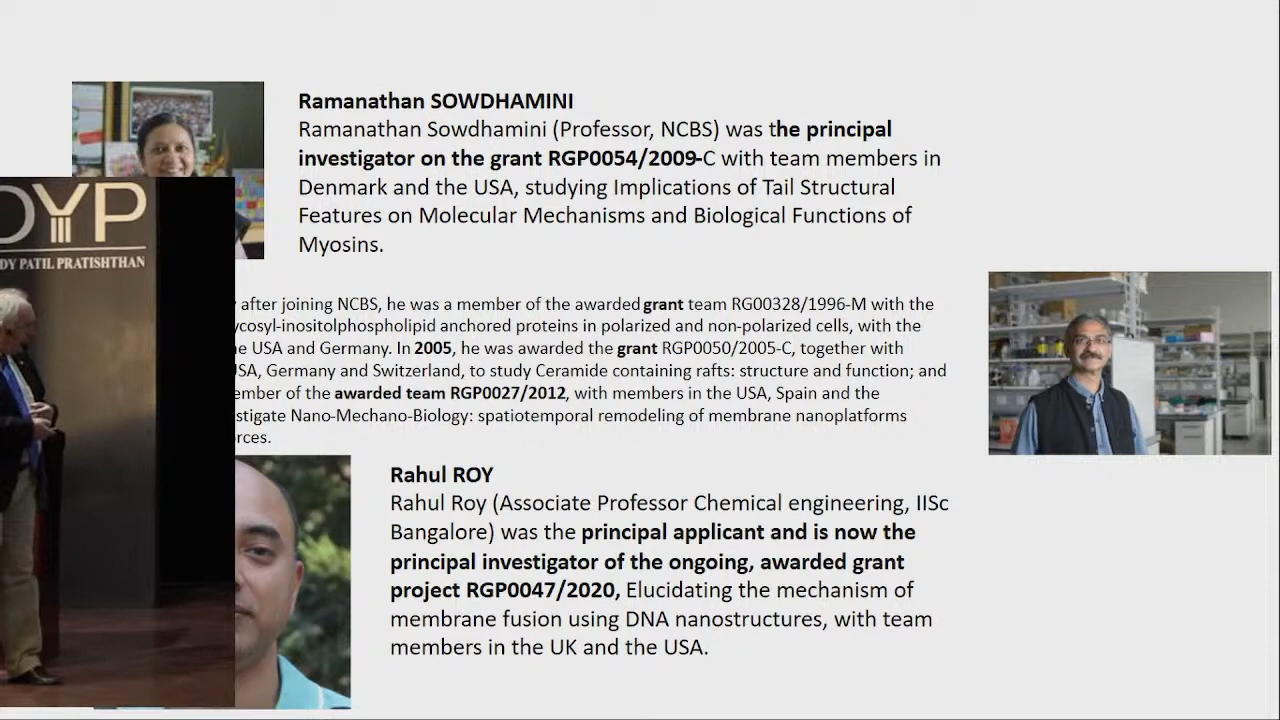 Ramanathan SOWDHAMINI
Ramanathan Sowdhamini (Professor, NCBS) was the principal
investigator on the grant RGP0054/2009-C with team members in
Denmark and the USA, studying Implications of Tail Structural
Features on Molecular Mechanisms and Biological Functions of
Myosins.
YP
DY PATIL PRATISHTHAN
after joining NCBS, he was a member of the awarded grant team RG00328/1996-M with the
ycosyl-inositolphospholipid anchored proteins in polarized and non-polarized cells, with the
e USA and Germany. In 2005, he was awarded the grant RGP0050/2005-C, together with
USA, Germany and Switzerland, to study Ceramide containing rafts: structure and function; and
ember of the awarded team RGP0027/2012, with members in the USA, Spain and the
stigate Nano-Mechano-Biology: spatiotemporal remodeling of membrane nanoplatforms
orces.
Rahul ROY
Rahul Roy (Associate Professor Chemical engineering, IISc
Bangalore) was the principal applicant and is now the
principal investigator of the ongoing, awarded grant
project RGP0047/2020, Elucidating the mechanism of
membrane fusion using DNA nanostructures, with team
members in the UK and the USA.